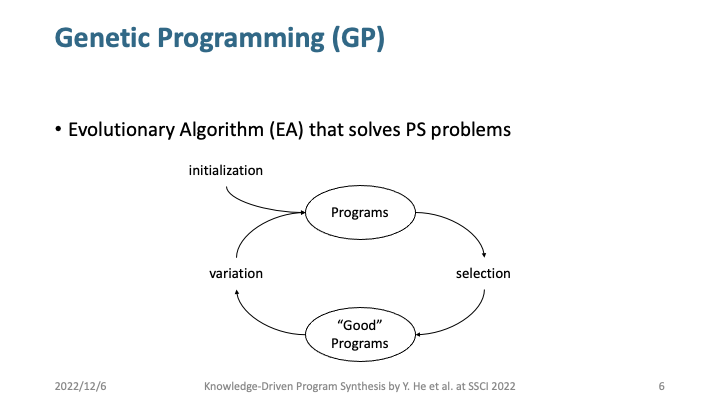 Genetic Programming (GP)
• Evolutionary Algorithm (EA) that solves PS problems
initialization
Programs
variation
selection
“Good”
Programs
2022/12/6
Knowledge-Driven Program Synthesis by Y. He et al. at SSCI 2022
6